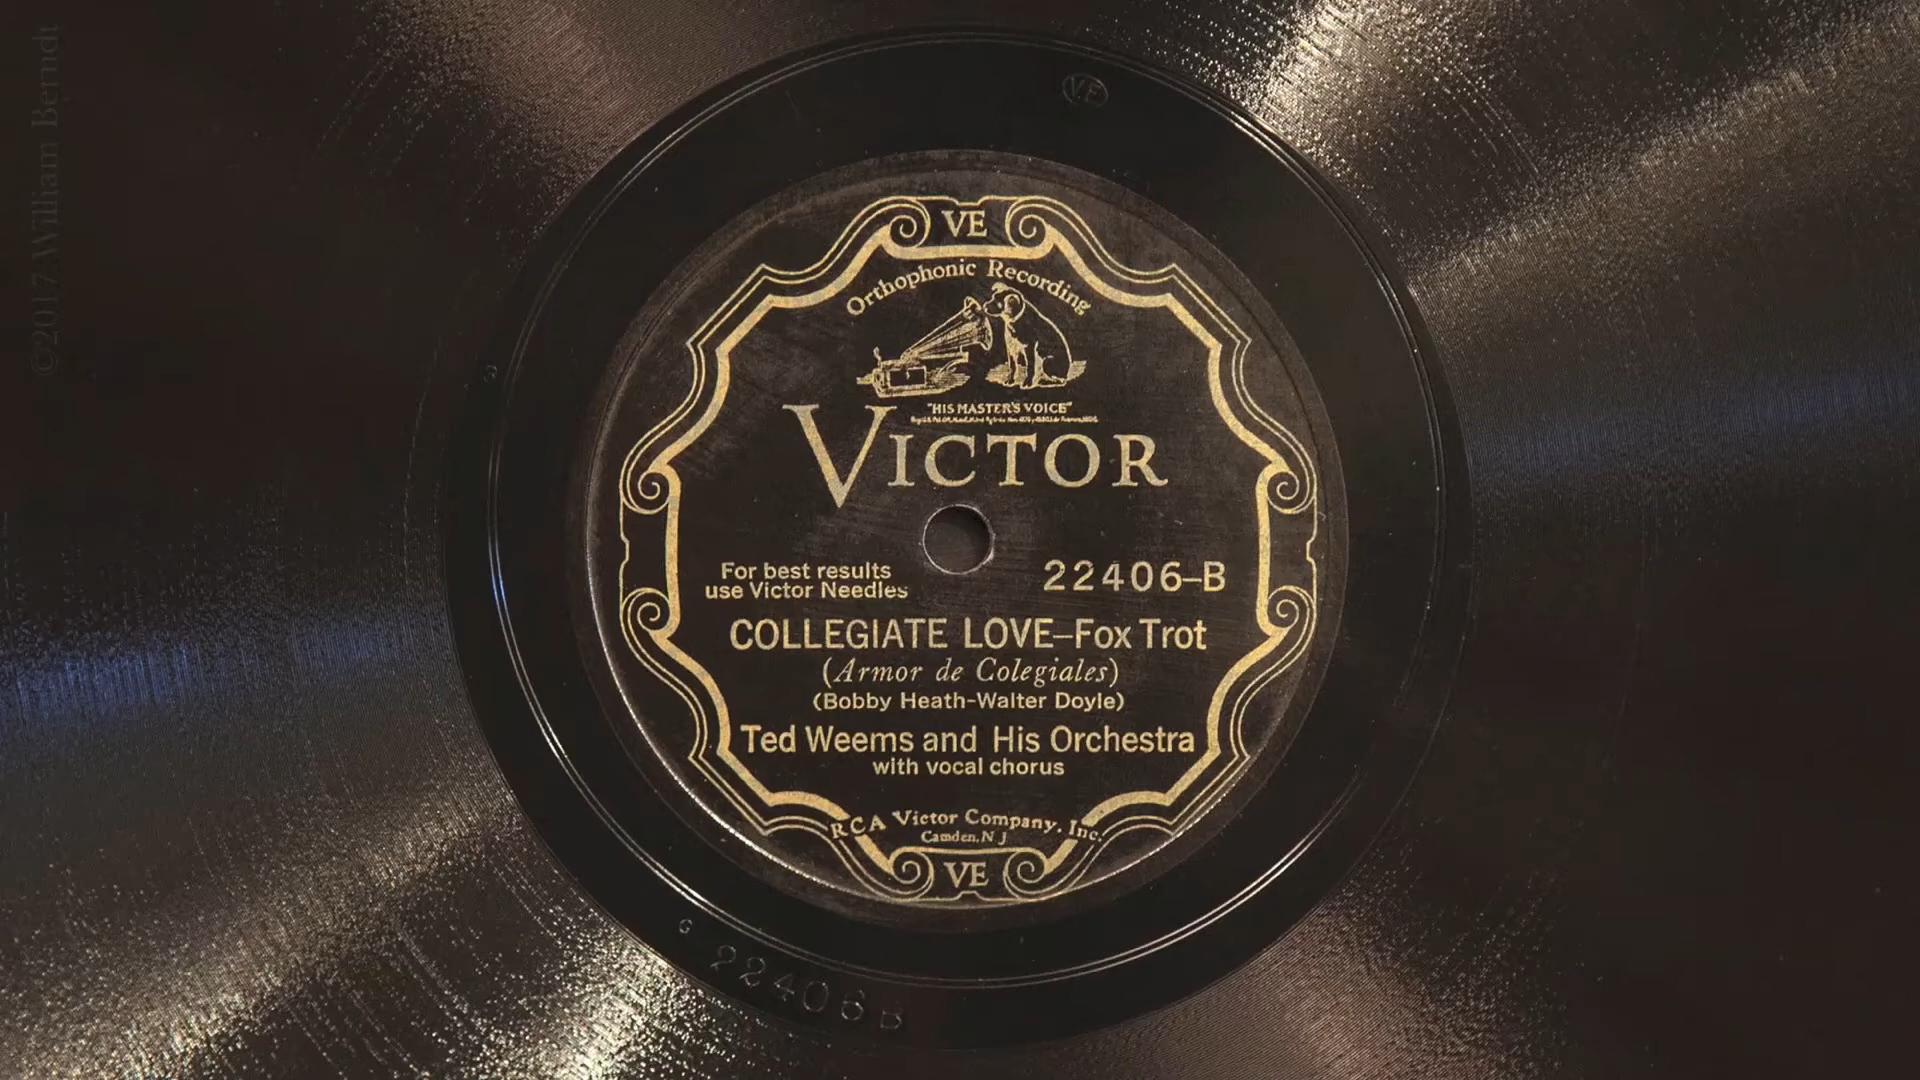 ©2017 William Berndt
VE
VE
Orthophonic Recording
"HIS MASTER'S VOICE"
VICTOR
For best results
use Victor Needles
22406-B
COLLEGIATE LOVE-Fox Trot
(Armor de Colegiales)
(Bobby Heath-Walter Doyle)
Ted Weems and His Orchestra
with vocal chorus
RCA Victor Company, Inc.
Camden, N J
VE
G
22406 B